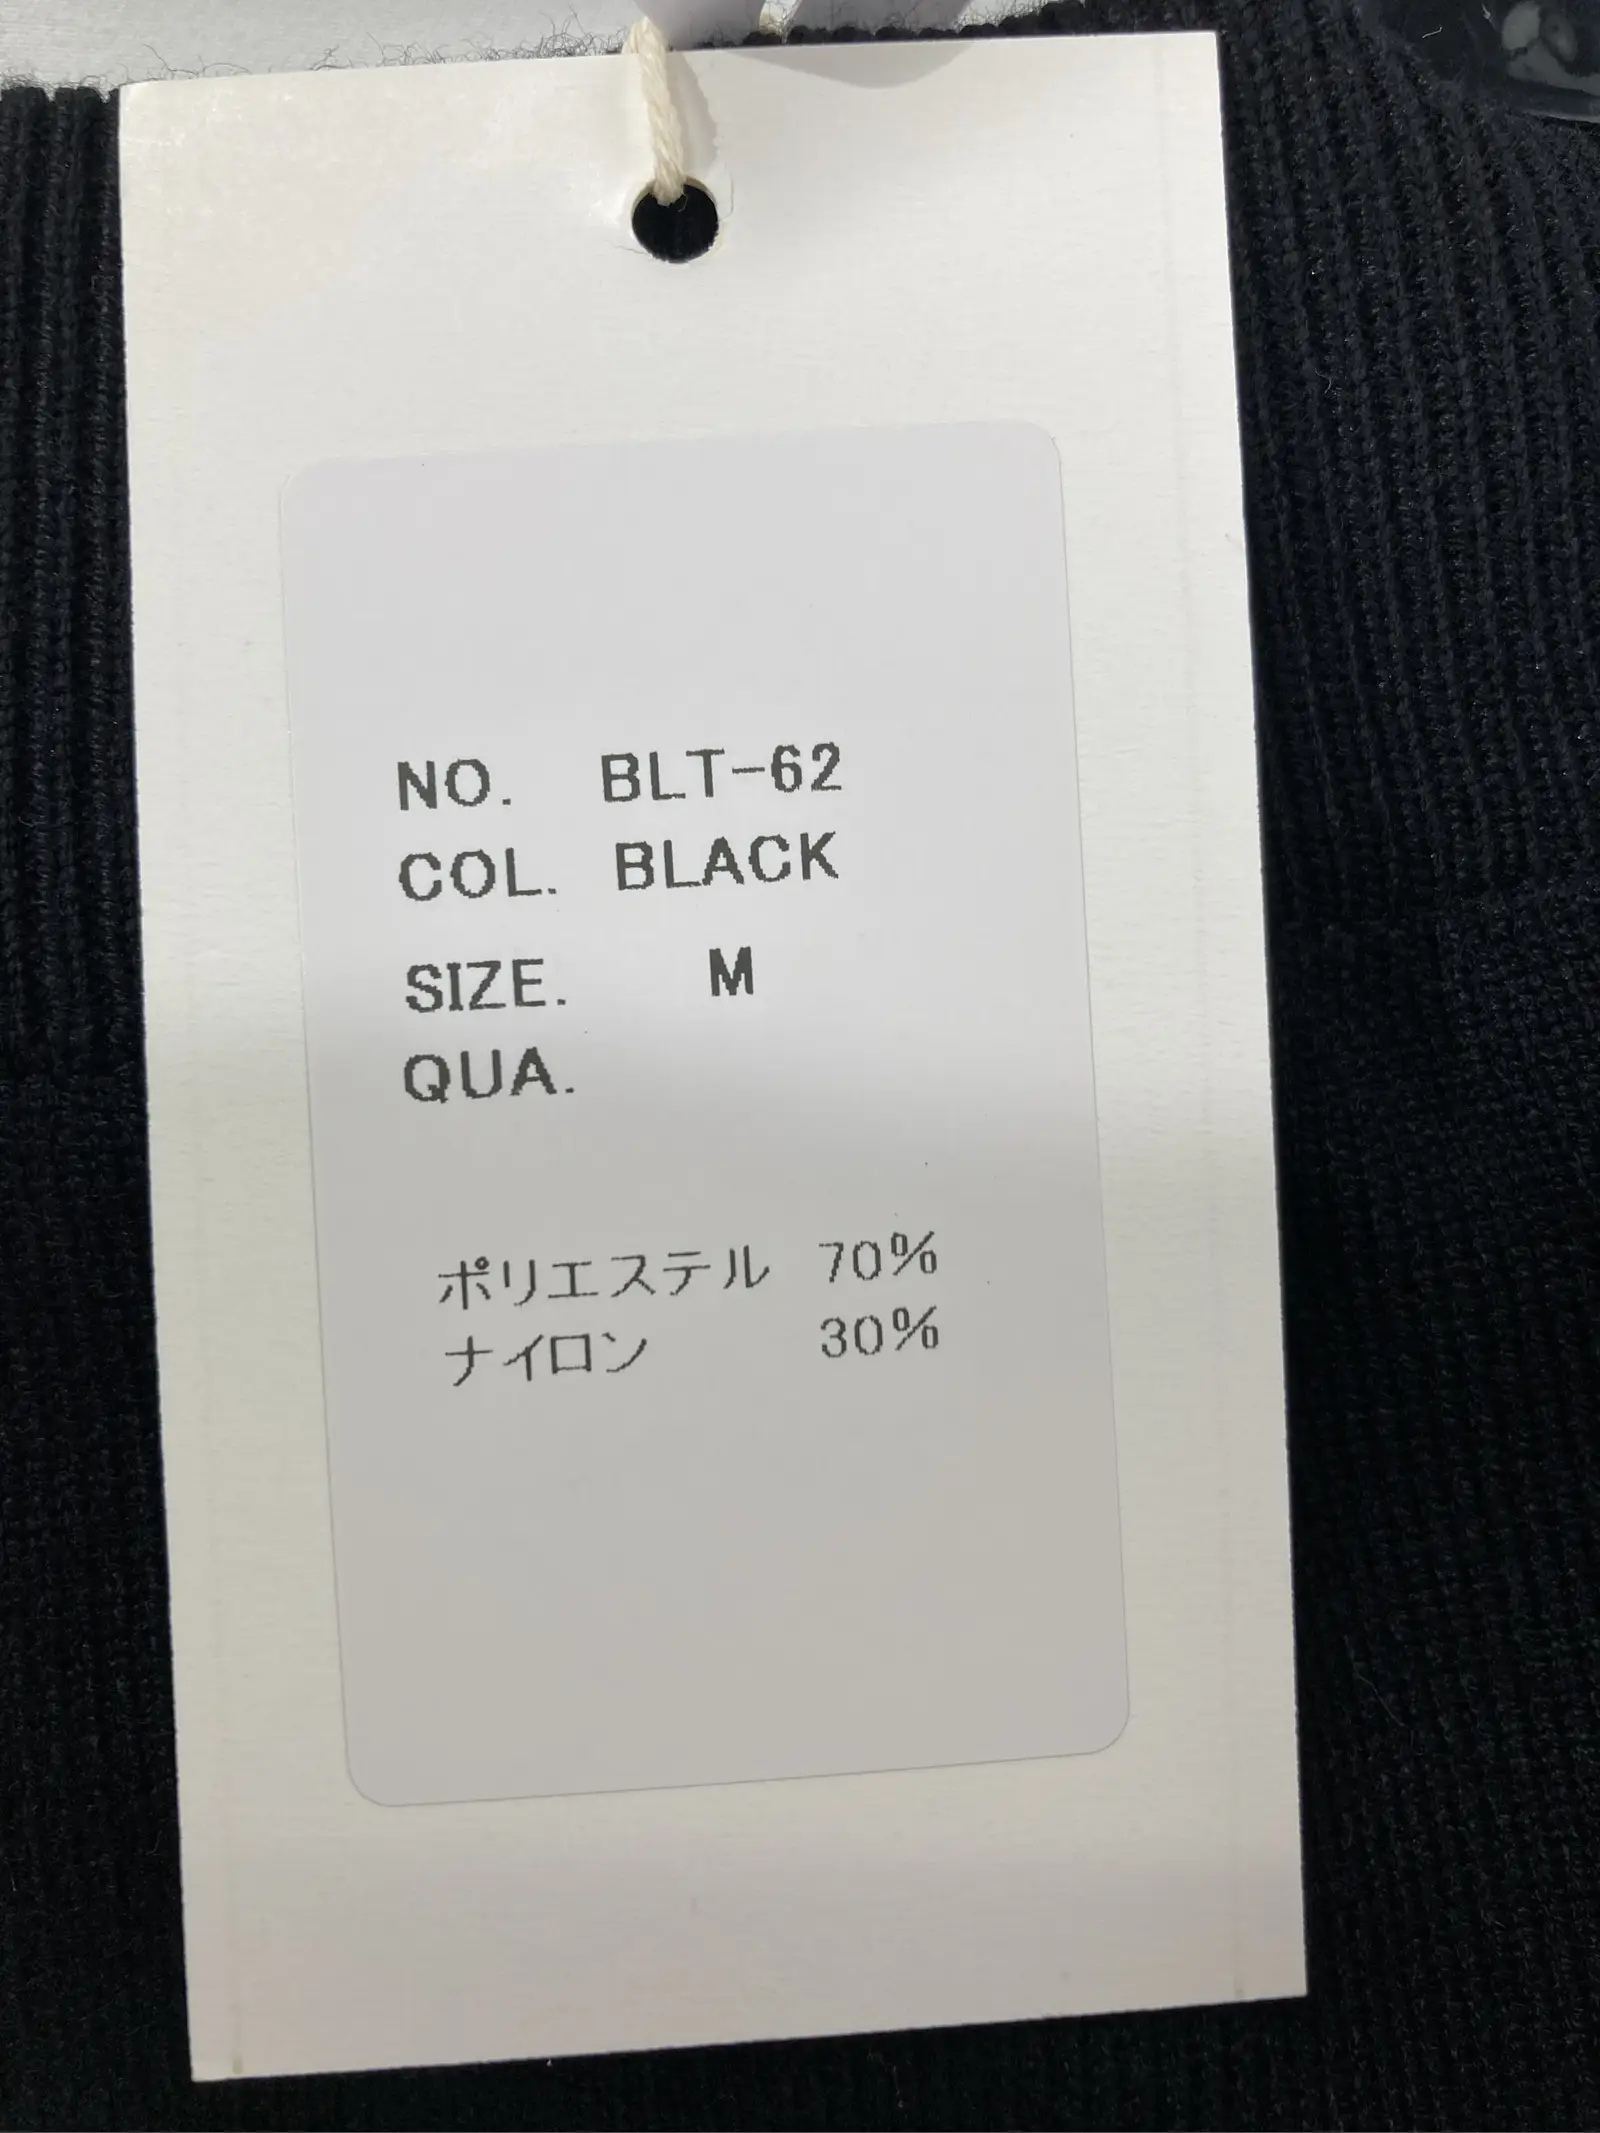 NO. BLT-62
COL. BLACK
SIZE. M
QUA.
ポリエステル 70%
ナイロン 30%